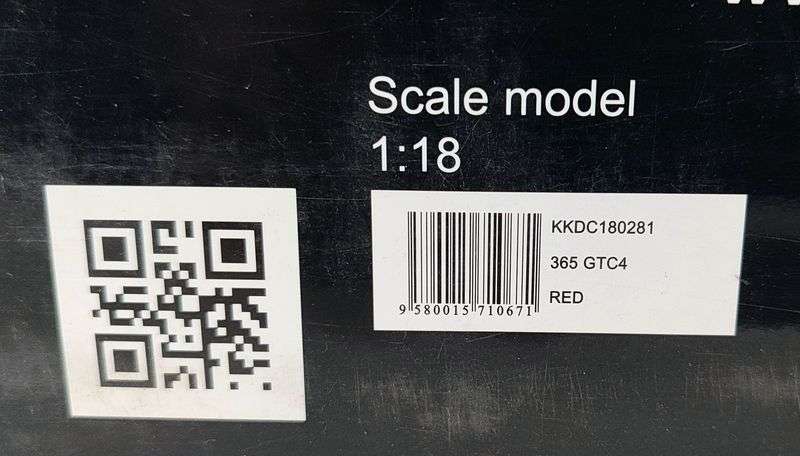 Scale model
1:18
KKDC180281
365 GTC4
RED
9 580015 710671